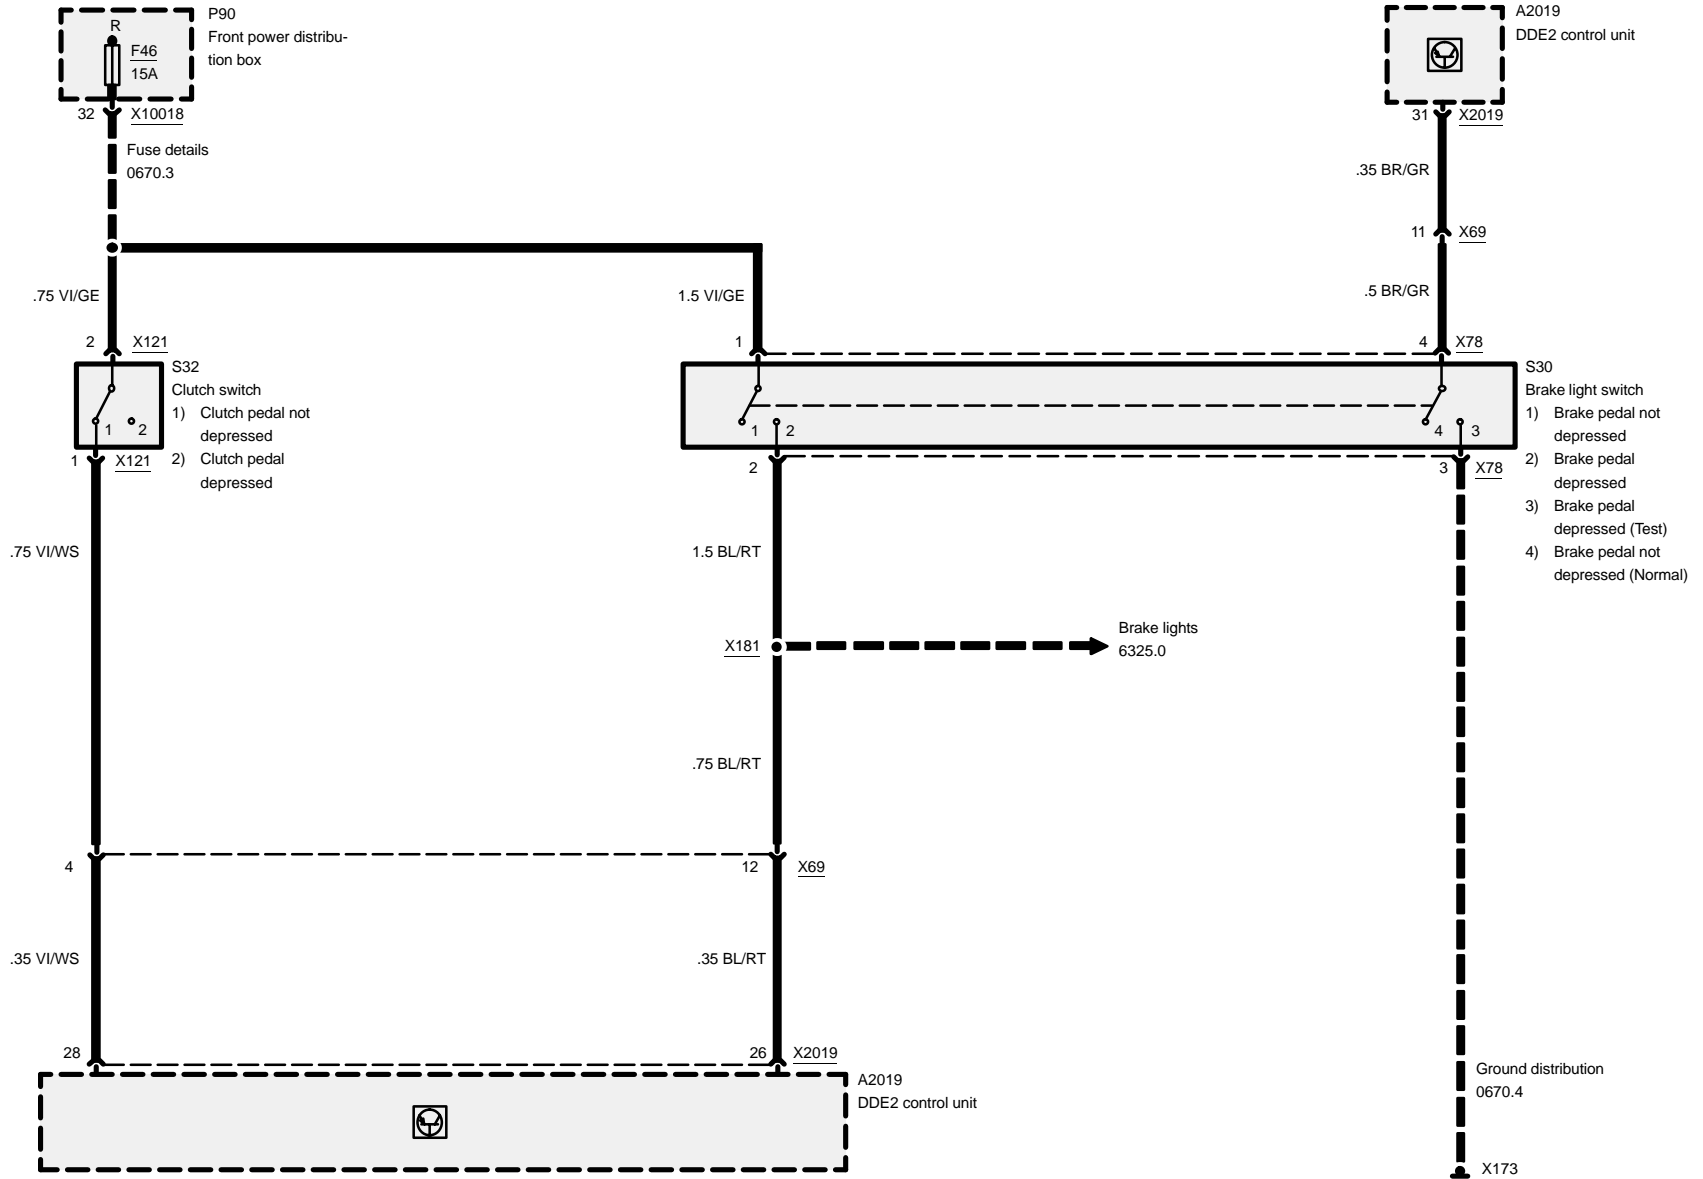 P90
Front power distribu-
tion box
R
F46
15A
32 X10018
Fuse details
0670.3
A2019
DDE2 control unit
31 X2019
.35 BR/GR
11 X69
.5 BR/GR
.75 VI/GE
1.5 VI/GE
2 X121
1
4 X78
S32
Clutch switch
1) Clutch pedal not
depressed
2) Clutch pedal
depressed
1 2
1 X121
1 2
4 3
S30
Brake light switch
1) Brake pedal not
depressed
2) Brake pedal
depressed
3) Brake pedal
depressed (Test)
4) Brake pedal not
depressed (Normal)
2
3 X78
.75 VI/WS
1.5 BL/RT
X181
Brake lights
6325.0
.75 BL/RT
4
12 X69
.35 VI/WS
.35 BL/RT
28
26 X2019
A2019
DDE2 control unit
Ground distribution
0670.4
X173